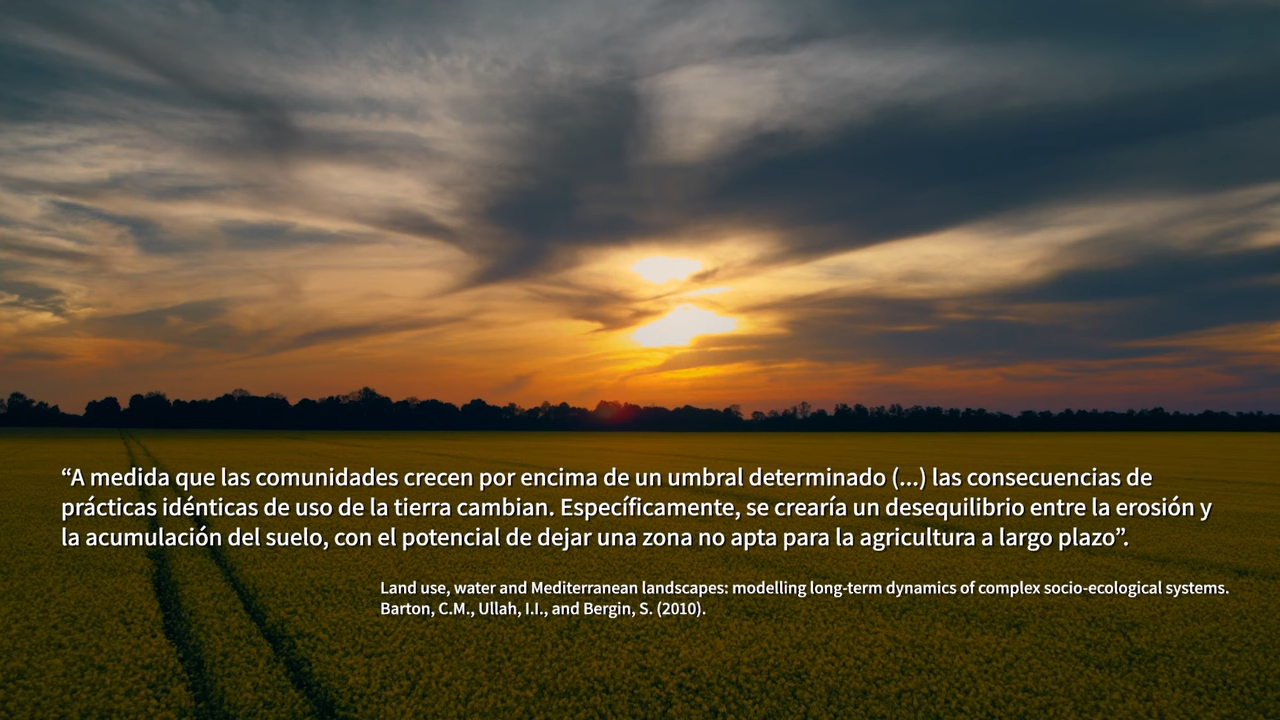 “A medida que las comunidades crecen por encima de un umbral determinado (...) las consecuencias de
prácticas idénticas de uso de la tierra cambian. Específicamente, se crearía un desequilibrio entre la erosión y
la acumulación del suelo, con el potencial de dejar una zona no apta para la agricultura a largo plazo”.
Land use, water and Mediterranean landscapes: modelling long-term dynamics of complex socio-ecological systems.
Barton, C.M., Ullah, I.I., and Bergin, S. (2010).